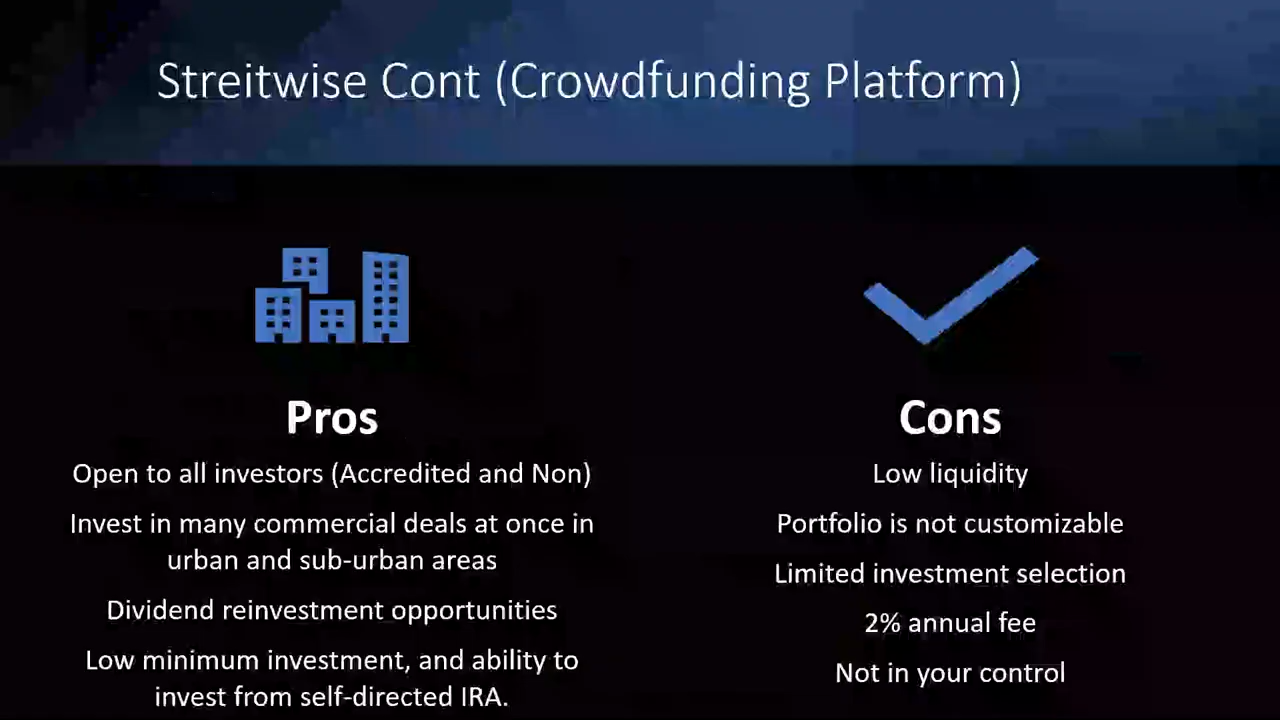 Streitwise Cont (Crowdfunding Platform)
Pros
Open to all investors (Accredited and Non)
Invest in many commercial deals at once in
urban and sub-urban areas
Dividend reinvestment opportunities
Low minimum investment, and ability to
invest from self-directed IRA.
Cons
Low liquidity
Portfolio is not customizable
Limited investment selection
2% annual fee
Not in your control